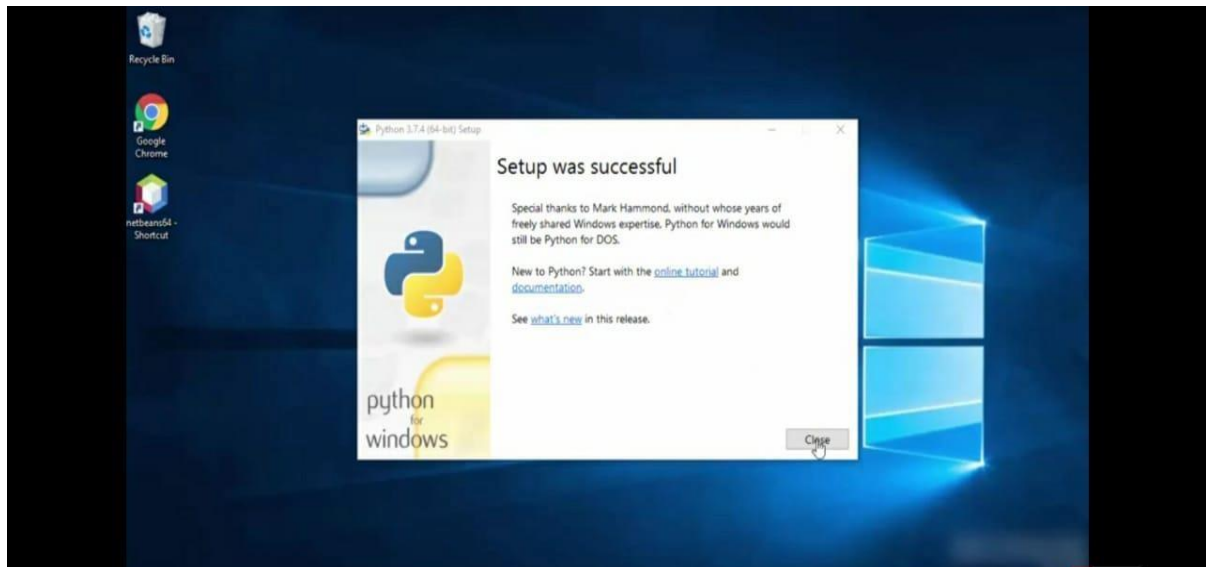 Recycle Bin
Google
Chrome
netbeans64 -
Shortcut
Python 3.7.4 (64-bit) Setup
Setup was successful
Special thanks to Mark Hammond, without whose years of
freely shared Windows expertise, Python for Windows would
still be Python for DOS.
New to Python? Start with the online tutorial and
documentation.
See what's new in this release.
python
for
windows
Close